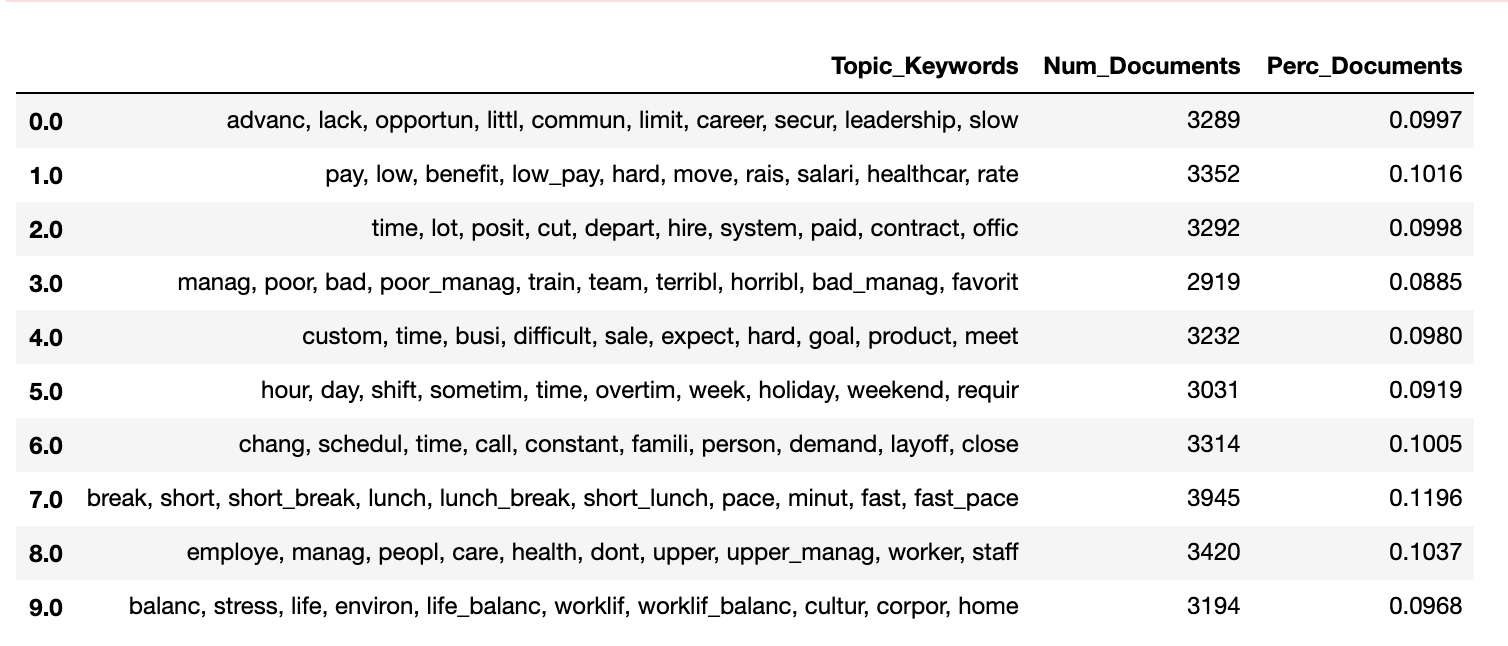 Topic_Keywords Num_Documents Perc_Documents
0.0 advanc, lack, opportun, littl, commun, limit, career, secur, leadership, slow 3289 0.0997
1.0 pay, low, benefit, low_pay, hard, move, rais, salari, healthcar, rate 3352 0.1016
2.0 time, lot, posit, cut, depart, hire, system, paid, contract, offic 3292 0.0998
3.0 manag, poor, bad, poor_manag, train, team, terribl, horribl, bad_manag, favorit 2919 0.0885
4.0 custom, time, busi, difficult, sale, expect, hard, goal, product, meet 3232 0.0980
5.0 hour, day, shift, sometim, time, overtim, week, holiday, weekend, requir 3031 0.0919
6.0 chang, schedul, time, call, constant, famili, person, demand, layoff, close 3314 0.1005
7.0 break, short, short_break, lunch, lunch_break, short_lunch, pace, minut, fast, fast_pace 3945 0.1196
8.0 employe, manag, peopl, care, health, dont, upper, upper_manag, worker, staff 3420 0.1037
9.0 balanc, stress, life, environ, life_balanc, worklif, worklif_balanc, cultur, corpor, home 3194 0.0968